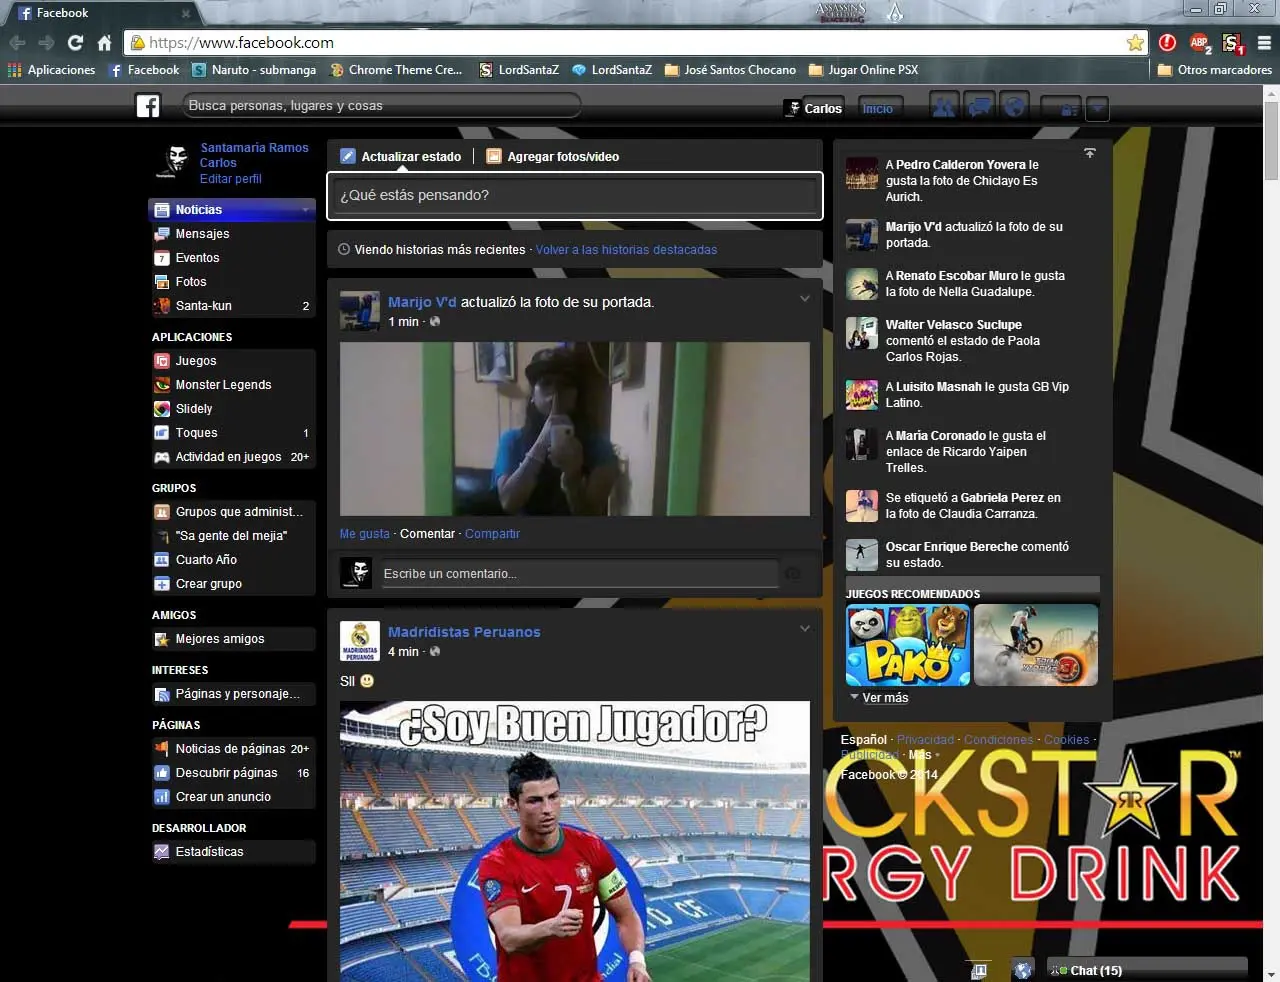 Facebook
ASSASSIN'S
BLACK FLAG
https://www.facebook.com
ABP
2
1
Aplicaciones
Facebook
Naruto - submanga
Chrome Theme Cre...
LordSantaZ
LordSantaZ
José Santos Chocano
Jugar Online PSX
Otros marcadores
Busca personas, lugares y cosas
Carlos
Inicio
Santamaria Ramos
Carlos
Editar perfil
Noticias
Mensajes
Eventos
Fotos
Santa-kun 2
APLICACIONES
Juegos
Monster Legends
Slidely
Toques 1
Actividad en juegos 20+
GRUPOS
Grupos que administ...
"Sa gente del mejia"
Cuarto Año
Crear grupo
AMIGOS
Mejores amigos
INTERESES
Páginas y personaje...
PÁGINAS
Noticias de páginas 20+
Descubrir páginas 16
Crear un anuncio
DESARROLLADOR
Estadísticas
Actualizar estado
Agregar fotos/video
¿Qué estás pensando?
Viendo historias más recientes · Volver a las historias destacadas
Marijo V'd actualizó la foto de su portada.
1 min ·
Me gusta · Comentar · Compartir
Escribe un comentario...
MADRIDISTAS
PERUANOS
Madridistas Peruanos
4 min ·
SII
¿Soy Buen Jugador?
7
A Pedro Calderon Yovera le
gusta la foto de Chiclayo Es
Aurich.
Marijo V'd actualizó la foto de su
portada.
A Renato Escobar Muro le gusta
la foto de Nella Guadalupe.
Walter Velasco Suclupe
comentó el estado de Paola
Carlos Rojas.
A Luisito Masnah le gusta GB Vip
Latino.
A Maria Coronado le gusta el
enlace de Ricardo Yaipen
Trelles.
Se etiquetó a Gabriela Perez en
la foto de Claudia Carranza.
Oscar Enrique Bereche comentó
su estado.
JUEGOS RECOMENDADOS
PAKO
3
Ver más
Español · Privacidad · Condiciones · Cookies ·
Publicidad · Más
Facebook © 2014
CKSTAR™
RGY DRINK
Chat (15)